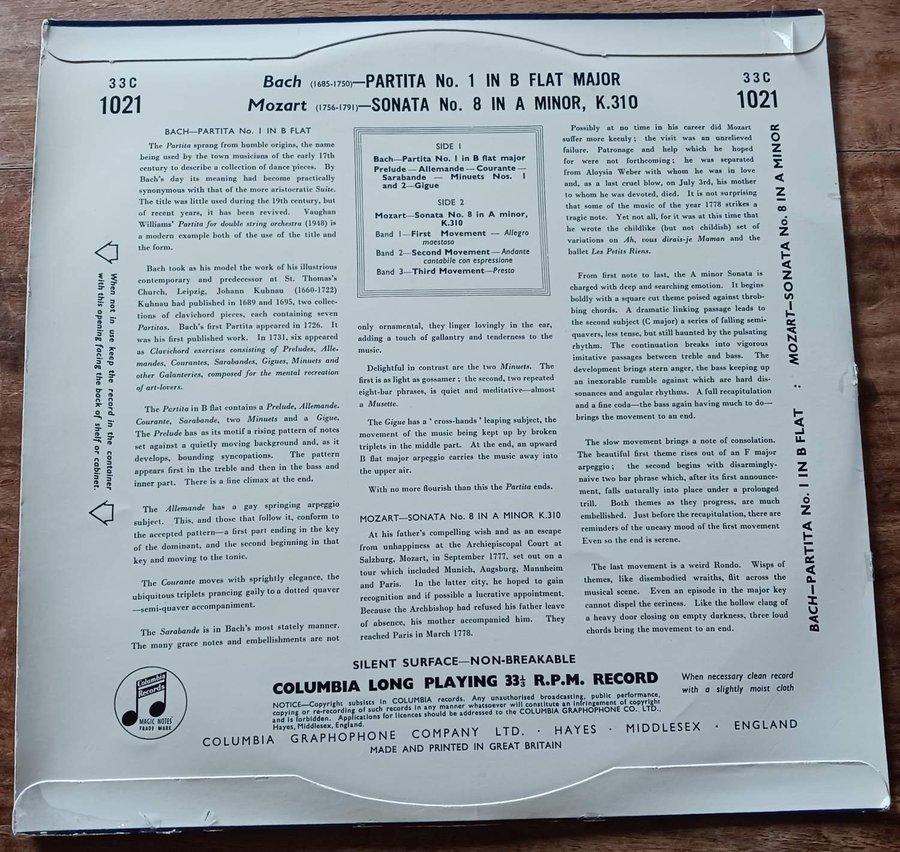 33C
1021
Bach (1685-1750)—PARTITA No. 1 IN B FLAT MAJOR
Mozart (1756-1791)—SONATA No. 8 IN A MINOR, K.310
33C
1021
BACH—PARTITA No. 1 IN B FLAT
The Partita sprang from humble origins, the name
being used by the town musicians of the early 17th
century to describe a collection of dance pieces. By
Bach's day its meaning had become practically
synonymous with that of the more aristocratic Suite.
The title was little used during the 19th century, but
of recent years, it has been revived. Vaughan
Williams' Partita for double string orchestra (1948) is
a modern example both of the use of the title and
the form.
Bach took as his model the work of his illustrious
contemporary and predecessor at St. Thomas's
Church, Leipzig, Johann Kuhnau (1660-1722)
Kuhnau had published in 1689 and 1695, two collec-
tions of clavichord pieces, each containing seven
Partitas. Bach's first Partita appeared in 1726. It
was his first published work. In 1731, six appeared
as Clavichord exercises consisting of Preludes, Alle-
mandes, Courantes, Sarabandes, Gigues, Minuets and
other Galanteries, composed for the mental recreation
of art-lovers.
The Partita in B flat contains a Prelude, Allemande,
Courante, Sarabande, two Minuets and a Gigue,
The Prelude has as its motif a rising pattern of notes
set against a quietly moving background and, as it
develops, bounding syncopations. The pattern
appears first in the treble and then in the bass and
inner part. There is a fine climax at the end.
The Allemande has a gay springing arpeggio
subject. This, and those that follow it, conform to
the accepted pattern—a first part ending in the key
of the dominant, and the second beginning in that
key and moving to the tonic.
The Courante moves with sprightly elegance, the
ubiquitous triplets prancing gaily to a dotted quaver
—semi-quaver accompaniment.
The Sarabande is in Bach's most stately manner.
The many grace notes and embellishments are not
SIDE 1
Bach—Partita No. 1 in B flat major
Prelude — Allemande — Courante —
Sarabande — Minuets Nos. 1
and 2—Gigue
SIDE 2
Mozart—Sonata No. 8 in A minor,
K.310
Band 1—First Movement — Allegro
maestoso
Band 2—Second Movement—Andante
cantabile con espressione
Band 3—Third Movement—Presto
only ornamental, they linger lovingly in the ear,
adding a touch of gallantry and tenderness to the
music.
Delightful in contrast are the two Minuets. The
first is as light as gossamer ; the second, two repeated
eight-bar phrases, is quiet and meditative—almost
a Musette.
The Gigue has a ' cross-hands ' leaping subject, the
movement of the music being kept up by broken
triplets in the middle part. At the end, an upward
B flat major arpeggio carries the music away into
the upper air.
With no more flourish than this the Partita ends.
MOZART—SONATA No. 8 IN A MINOR K.310
At his father's compelling wish and as an escape
from unhappiness at the Archiepiscopal Court at
Salzburg, Mozart, in September 1777, set out on a
tour which included Munich, Augsburg, Mannheim
and Paris. In the latter city, he hoped to gain
recognition and if possible a lucrative appointment.
Because the Archbishop had refused his father leave
of absence, his mother accompanied him. They
reached Paris in March 1778.
Possibly at no time in his career did Mozart
suffer more keenly ; the visit was an unrelieved
failure. Patronage and help which he hoped
for were not forthcoming ; he was separated
from Aloysia Weber with whom he was in love
and, as a last cruel blow, on July 3rd, his mother
to whom he was devoted, died. It is not surprising
that some of the music of the year 1778 strikes a
tragic note. Yet not all, for it was at this time that
he wrote the childlike (but not childish) set of
variations on Ah, vous dirais-je Maman and the
ballet Les Petits Riens.
From first note to last, the A minor Sonata is
charged with deep and searching emotion. It begins
boldly with a square cut theme poised against throb-
bing chords. A dramatic linking passage leads to
the second subject (C major) a series of falling semi-
quavers, less tense, but still haunted by the pulsating
rhythm. The continuation breaks into vigorous
imitative passages between treble and bass. The
development brings stern anger, the bass keeping up
an inexorable rumble against which are hard dis-
sonances and angular rhythms. A full recapitulation
and a fine coda—the bass again having much to do—
brings the movement to an end.
The slow movement brings a note of consolation.
The beautiful first theme rises out of an F major
arpeggio ; the second begins with disarmingly-
naive two bar phrase which, after its first announce-
ment, falls naturally into place under a prolonged
trill. Both themes as they progress, are much
embellished. Just before the recapitulation, there are
reminders of the uneasy mood of the first movement
Even so the end is serene.
The last movement is a weird Rondo. Wisps of
themes, like disembodied wraiths, flit across the
musical scene. Even an episode in the major key
cannot dispel the eeriness. Like the hollow clang of
a heavy door closing on empty darkness, three loud
chords bring the movement to an end.
When not in use keep the record in the container
with this opening facing the back of shelf or cabinet.
BACH—PARTITA No. 1 IN B FLAT : MOZART—SONATA No. 8 IN A MINOR
Columbia
Records
MAGIC NOTES
TRADE MARK
SILENT SURFACE—NON-BREAKABLE
COLUMBIA LONG PLAYING 33⅓ R.P.M. RECORD
NOTICE—Copyright subsists in COLUMBIA records. Any unauthorised broadcasting, public performance,
copying or re-recording of such records in any manner whatsoever will constitute an infringement of copyright
and is forbidden. Applications for licences should be addressed to the COLUMBIA GRAPHOPHONE CO. LTD.,
Hayes, Middlesex, England.
When necessary clean record
with a slightly moist cloth
COLUMBIA GRAPHOPHONE COMPANY LTD. · HAYES · MIDDLESEX · ENGLAND
MADE AND PRINTED IN GREAT BRITAIN